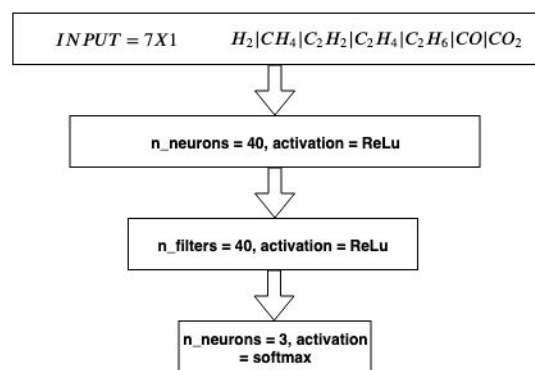 INPUT = 7X1 H₂|CH₄|C₂H₂|C₂H₄|C₂H₆|CO|CO₂
n_neurons = 40, activation = ReLu
n_filters = 40, activation = ReLu
n_neurons = 3, activation
= softmax